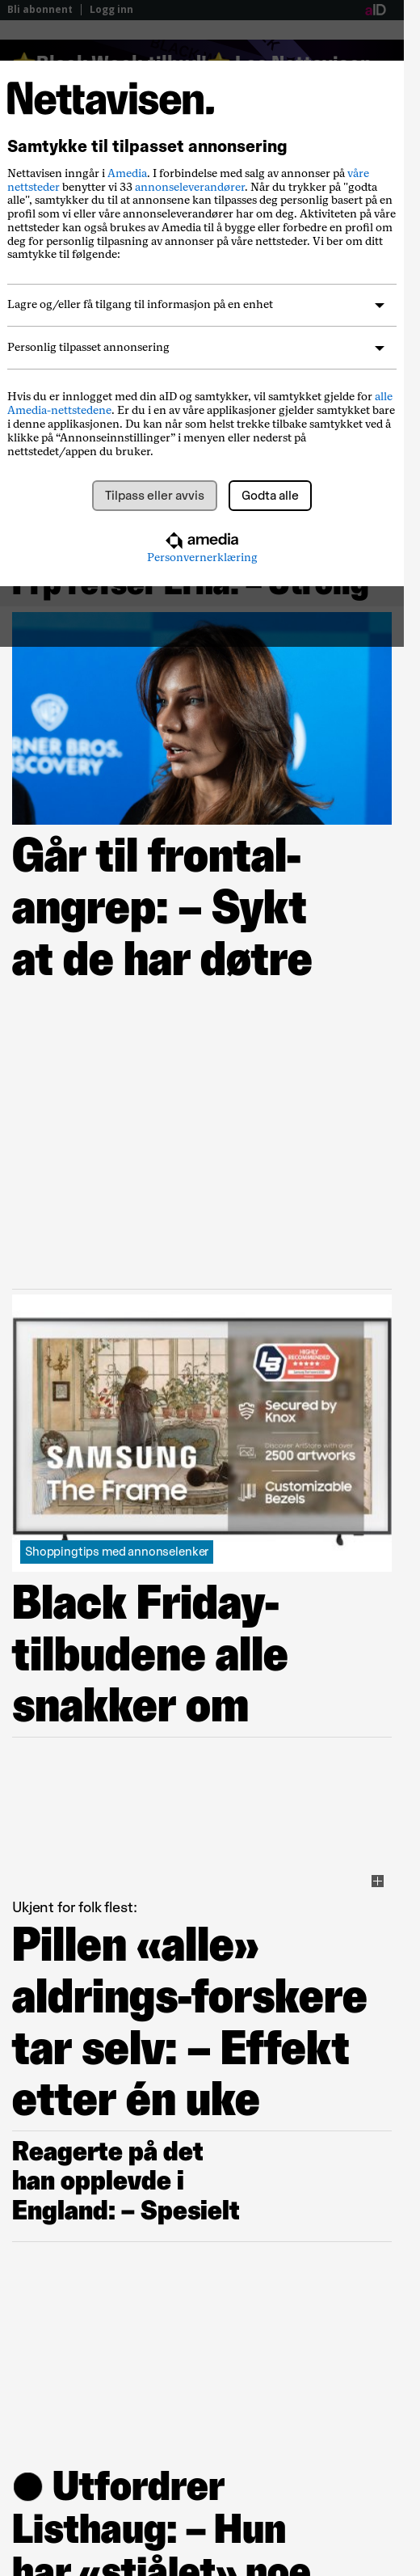 Bli abonnent | Logg inn
aID
Nettavisen.
Samtykke til tilpasset annonsering
Nettavisen inngår i Amedia. I forbindelse med salg av annonser på våre
nettsteder benytter vi 33 annonseleverandører. Når du trykker på "godta
alle", samtykker du til at annonsene kan tilpasses deg personlig basert på en
profil som vi eller våre annonseleverandører har om deg. Aktiviteten på våre
nettsteder kan også brukes av Amedia til å bygge eller forbedre en profil om
deg for personlig tilpasning av annonser på våre nettsteder. Vi ber om ditt
samtykke til følgende:
Lagre og/eller få tilgang til informasjon på en enhet
Personlig tilpasset annonsering
Hvis du er innlogget med din aID og samtykker, vil samtykket gjelde for alle
Amedia-nettstedene. Er du i en av våre applikasjoner gjelder samtykket bare
i denne applikasjonen. Du kan når som helst trekke tilbake samtykket ved å
klikke på “Annonseinnstillinger” i menyen eller nederst på
nettstedet/appen du bruker.
Tilpass eller avvis
Godta alle
amedia
Personvernerklæring
RNER BROS.
SCOVERY
Går til frontal-
angrep: – Sykt
at de har døtre
HIGHLY
RECOMMENDED
Secured by
Knox
Discover ArtStore with over
2500 artworks
SAMSUNG
The Frame
Customizable
Bezels
Shoppingtips med annonselenker
Black Friday-
tilbudene alle
snakker om
Ukjent for folk flest:
Pillen «alle»
aldrings-forskere
tar selv: – Effekt
etter én uke
Reagerte på det
han opplevde i
England: – Spesielt
Utfordrer
Listhaug: – Hun
har «stjålet» noe